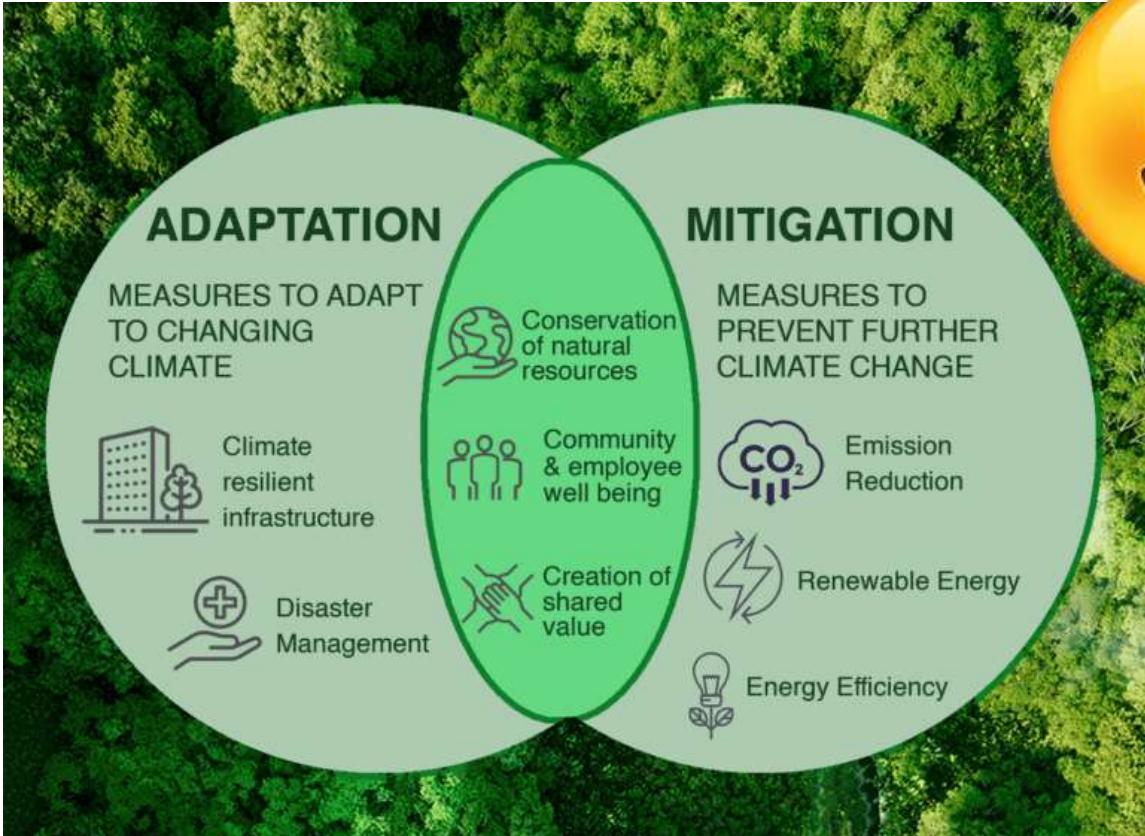 ADAPTATION
MEASURES TO ADAPT
TO CHANGING
CLIMATE
Climate
resilient
infrastructure
Disaster
Management
Conservation
of natural
resources
Community
& employee
well being
Creation of
shared
value
MITIGATION
MEASURES TO
PREVENT FURTHER
CLIMATE CHANGE
CO₂
Emission
Reduction
Renewable Energy
Energy Efficiency